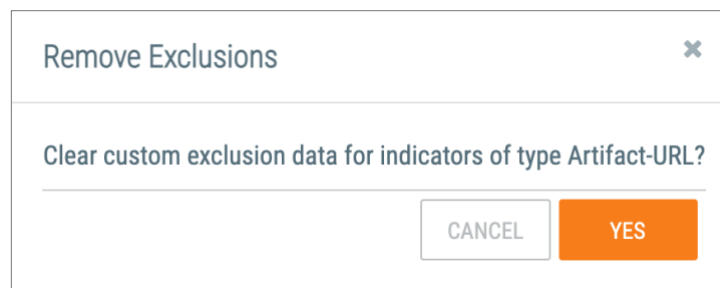 Remove Exclusions
Clear custom exclusion data for indicators of type Artifact-URL?
CANCEL
YES